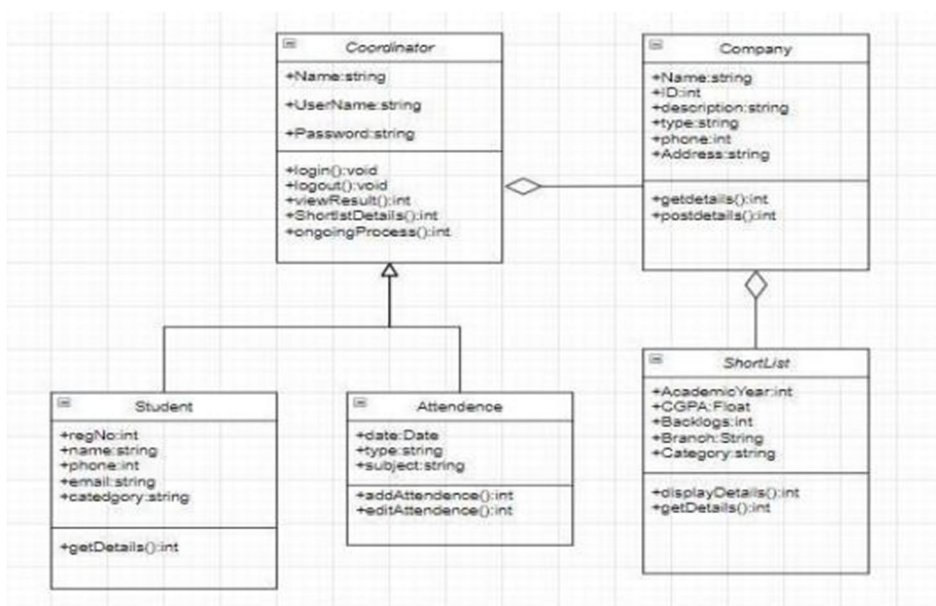 Coordinator
+Name:string
+UserName:string
+Password:string
+login():void
+logout():void
+viewResult():int
+ShortlstDetails():int
+ongoingProcess():int
Company
+Name:string
+ID:int
+description:string
+type:string
+phone:int
+Address:string
+getdetails():int
+postdetails():int
Student
+regNo:int
+name:string
+phone:int
+email:string
+catedgory:string
+getDetails():int
Attendence
+date:Date
+type:string
+subject:string
+addAttendence():int
+editAttendence():int
ShortList
+AcademicYear:int
+CGPA:Float
+Backlogs:int
+Branch:String
+Category:string
+displayDetails():int
+getDetails():int